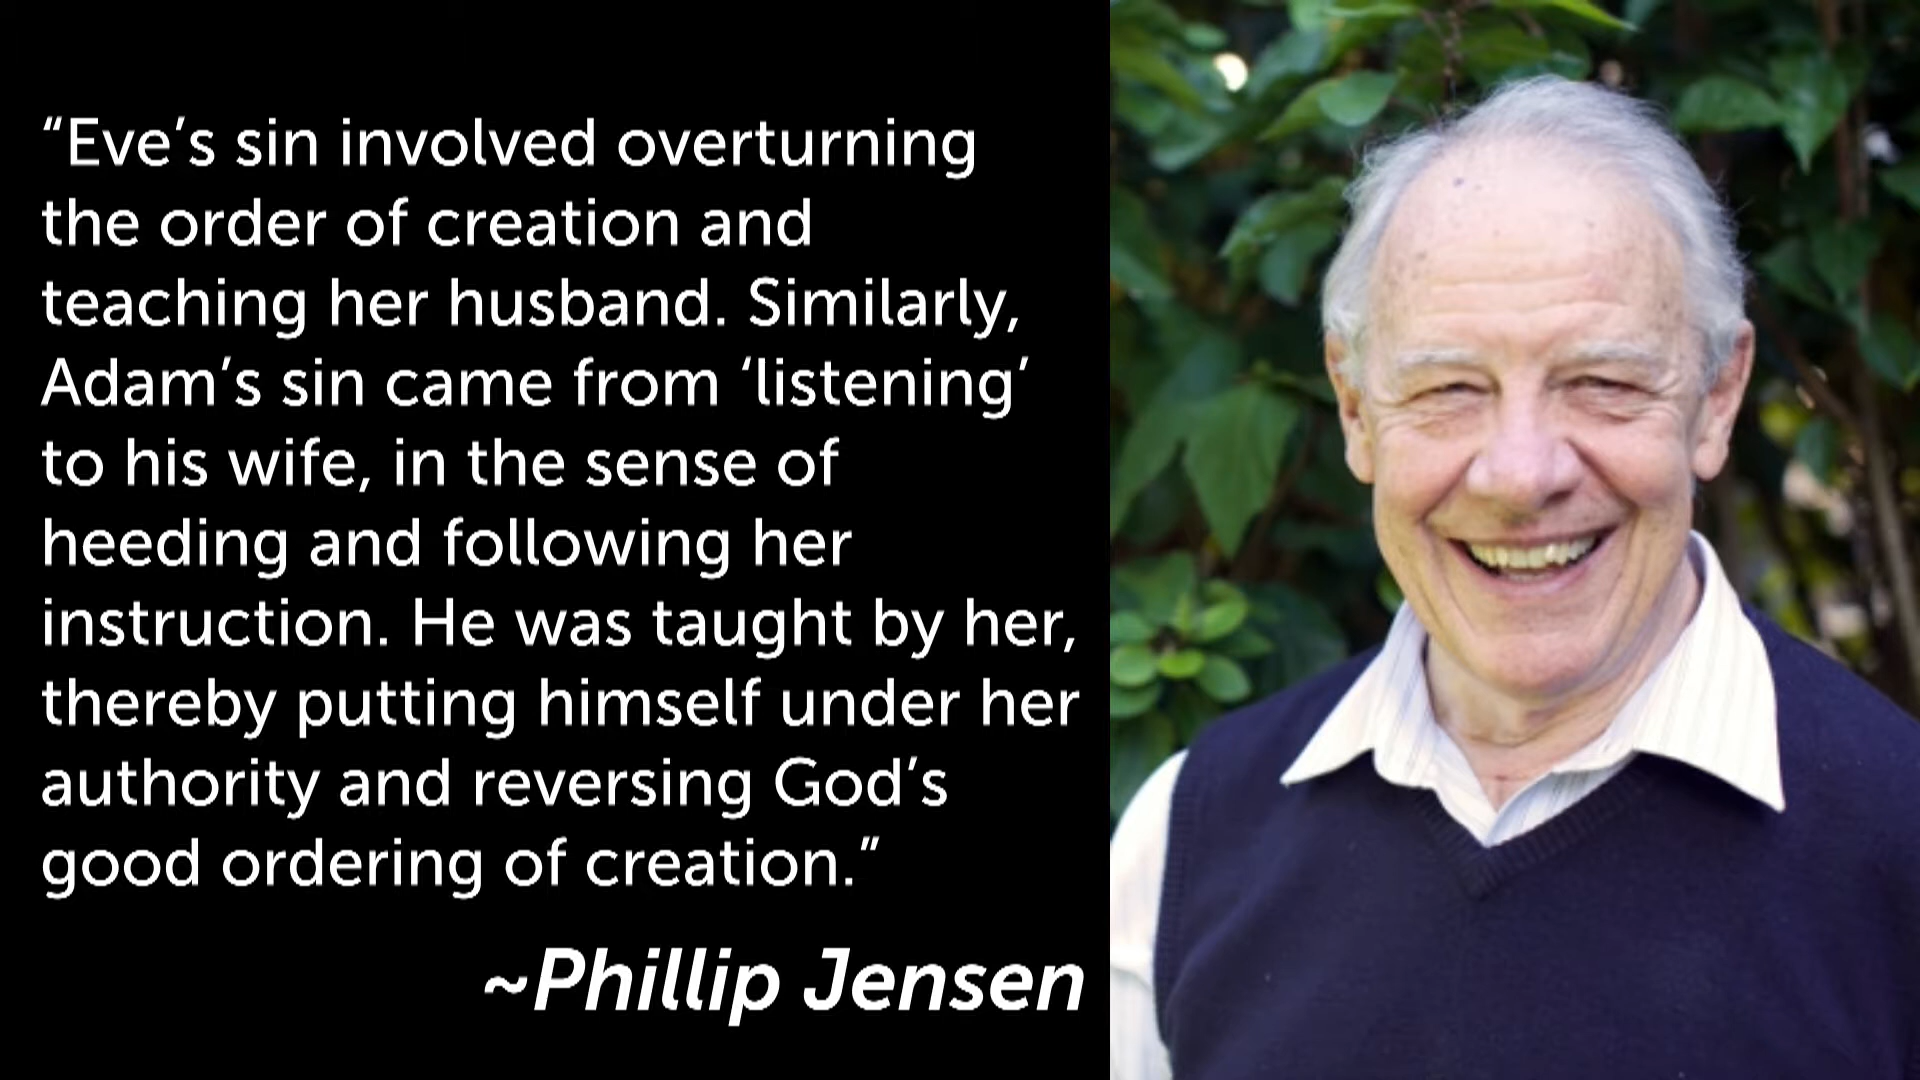 “Eve’s sin involved overturning
the order of creation and
teaching her husband. Similarly,
Adam’s sin came from ‘listening’
to his wife, in the sense of
heeding and following her
instruction. He was taught by her,
thereby putting himself under her
authority and reversing God’s
good ordering of creation.”
~Phillip Jensen